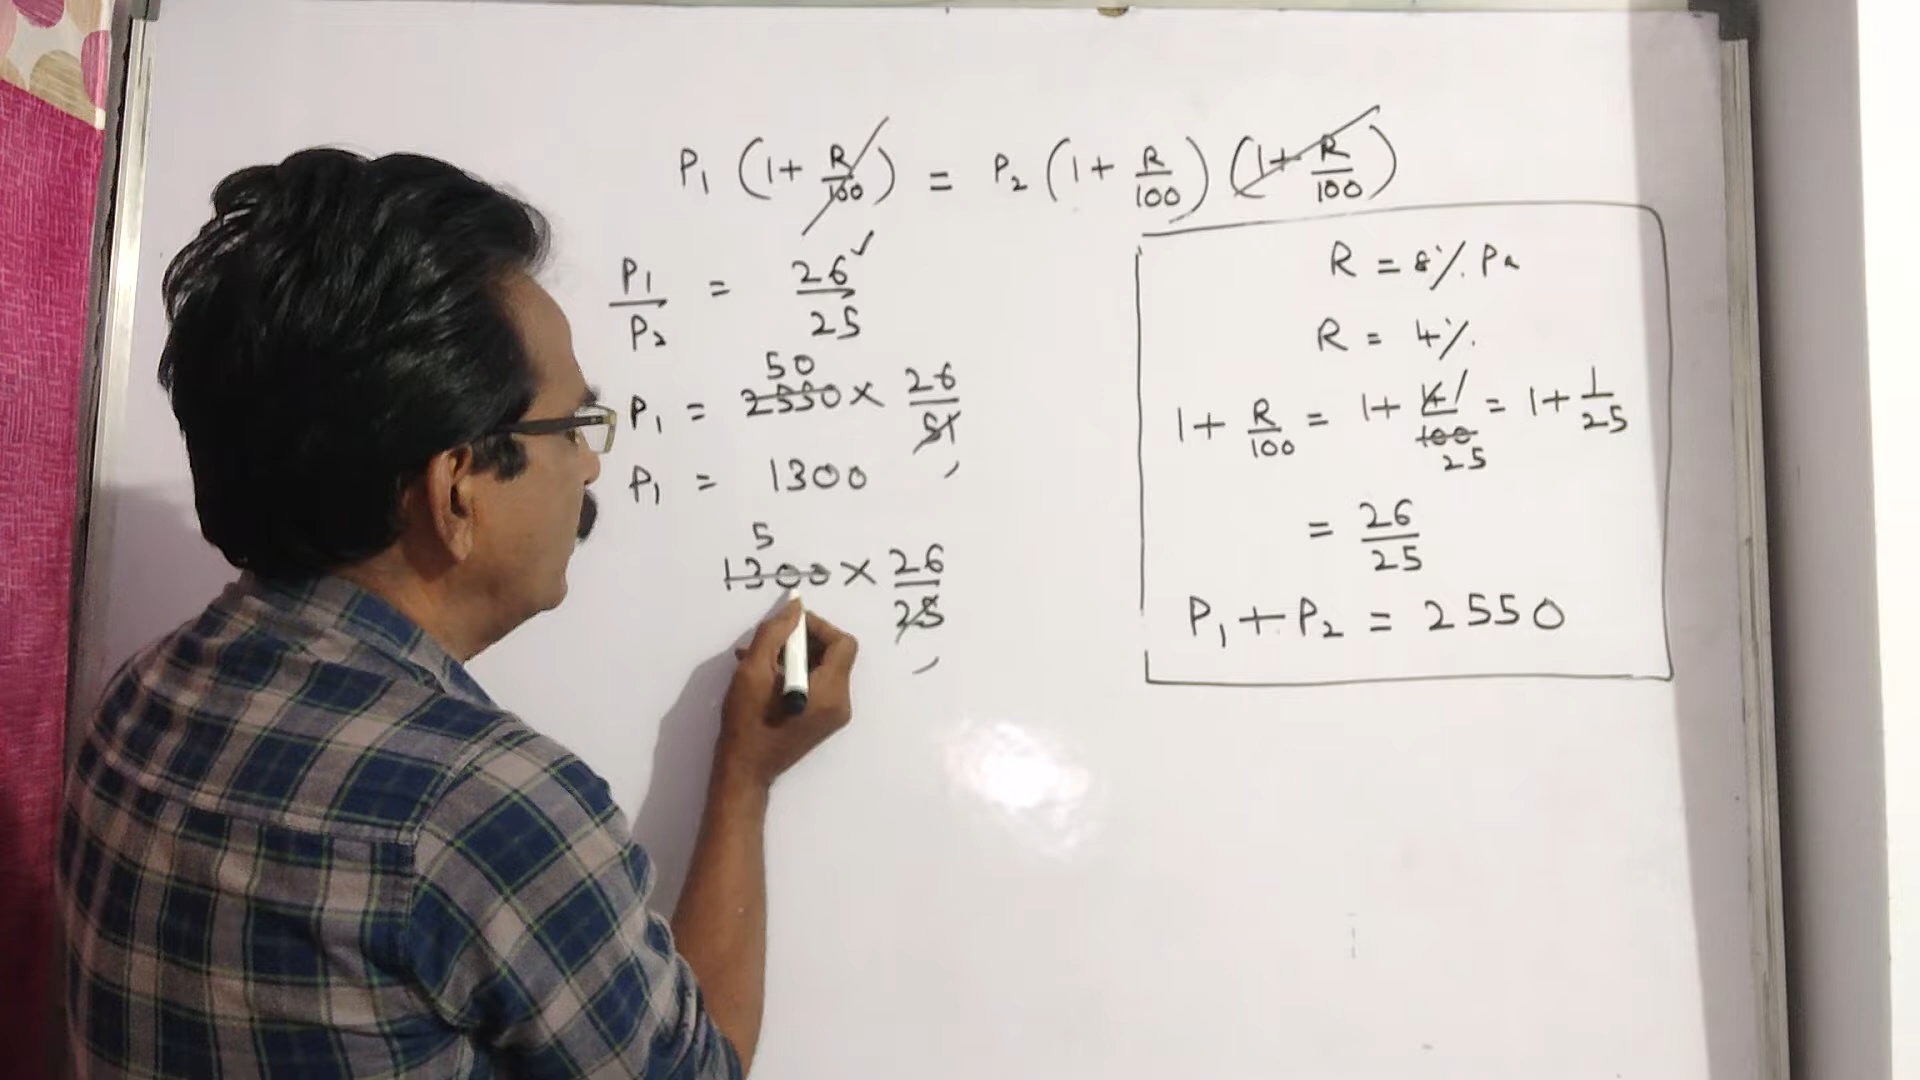 P₁ (1 + R/100) = P₂ (1 + R/100) (1 + R/100)
P₁/P₂ = 26/25
50
P₁ = 2550 × 26/51
P₁ = 1300
5
1300 × 26/25
R = 8% Pa
R = 4%.
1 + R/100 = 1 + 4/100 = 1 + 1/25
1
25
= 26/25
P₁ + P₂ = 2550